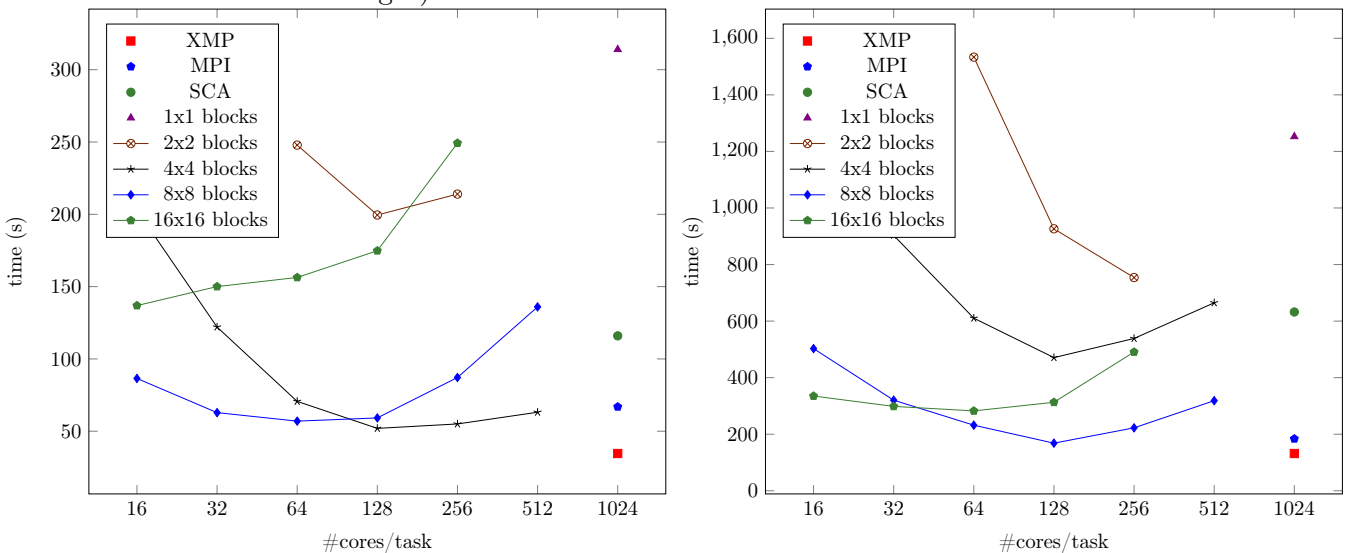 XMP
MPI
SCA
1x1 blocks
2x2 blocks
4x4 blocks
8x8 blocks
16x16 blocks
300
250
200
150
100
50
time (s)
16 32 64 128 256 512 1024
#cores/task
XMP
MPI
SCA
1x1 blocks
2x2 blocks
4x4 blocks
8x8 blocks
16x16 blocks
1,600
1,400
1,200
1,000
800
600
400
200
0
time (s)
16 32 64 128 256 512 1024
#cores/task